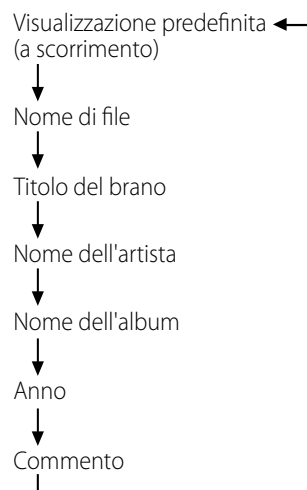 Visualizzazione predefinita
(a scorrimento)
Nome di file
Titolo del brano
Nome dell'artista
Nome dell'album
Anno
Commento